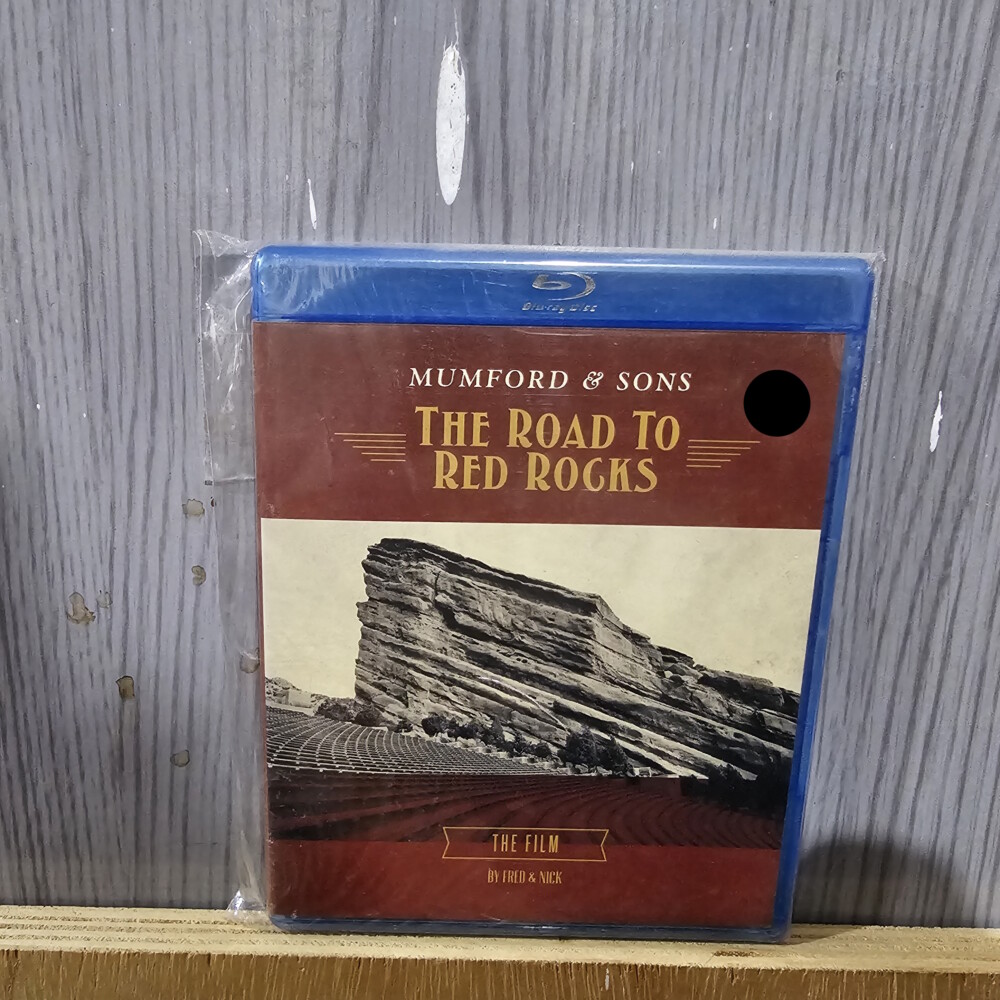 Blu-ray Disc
MUMFORD & SONS
THE ROAD TO
RED ROCKS
THE FILM
BY FRED & NICK